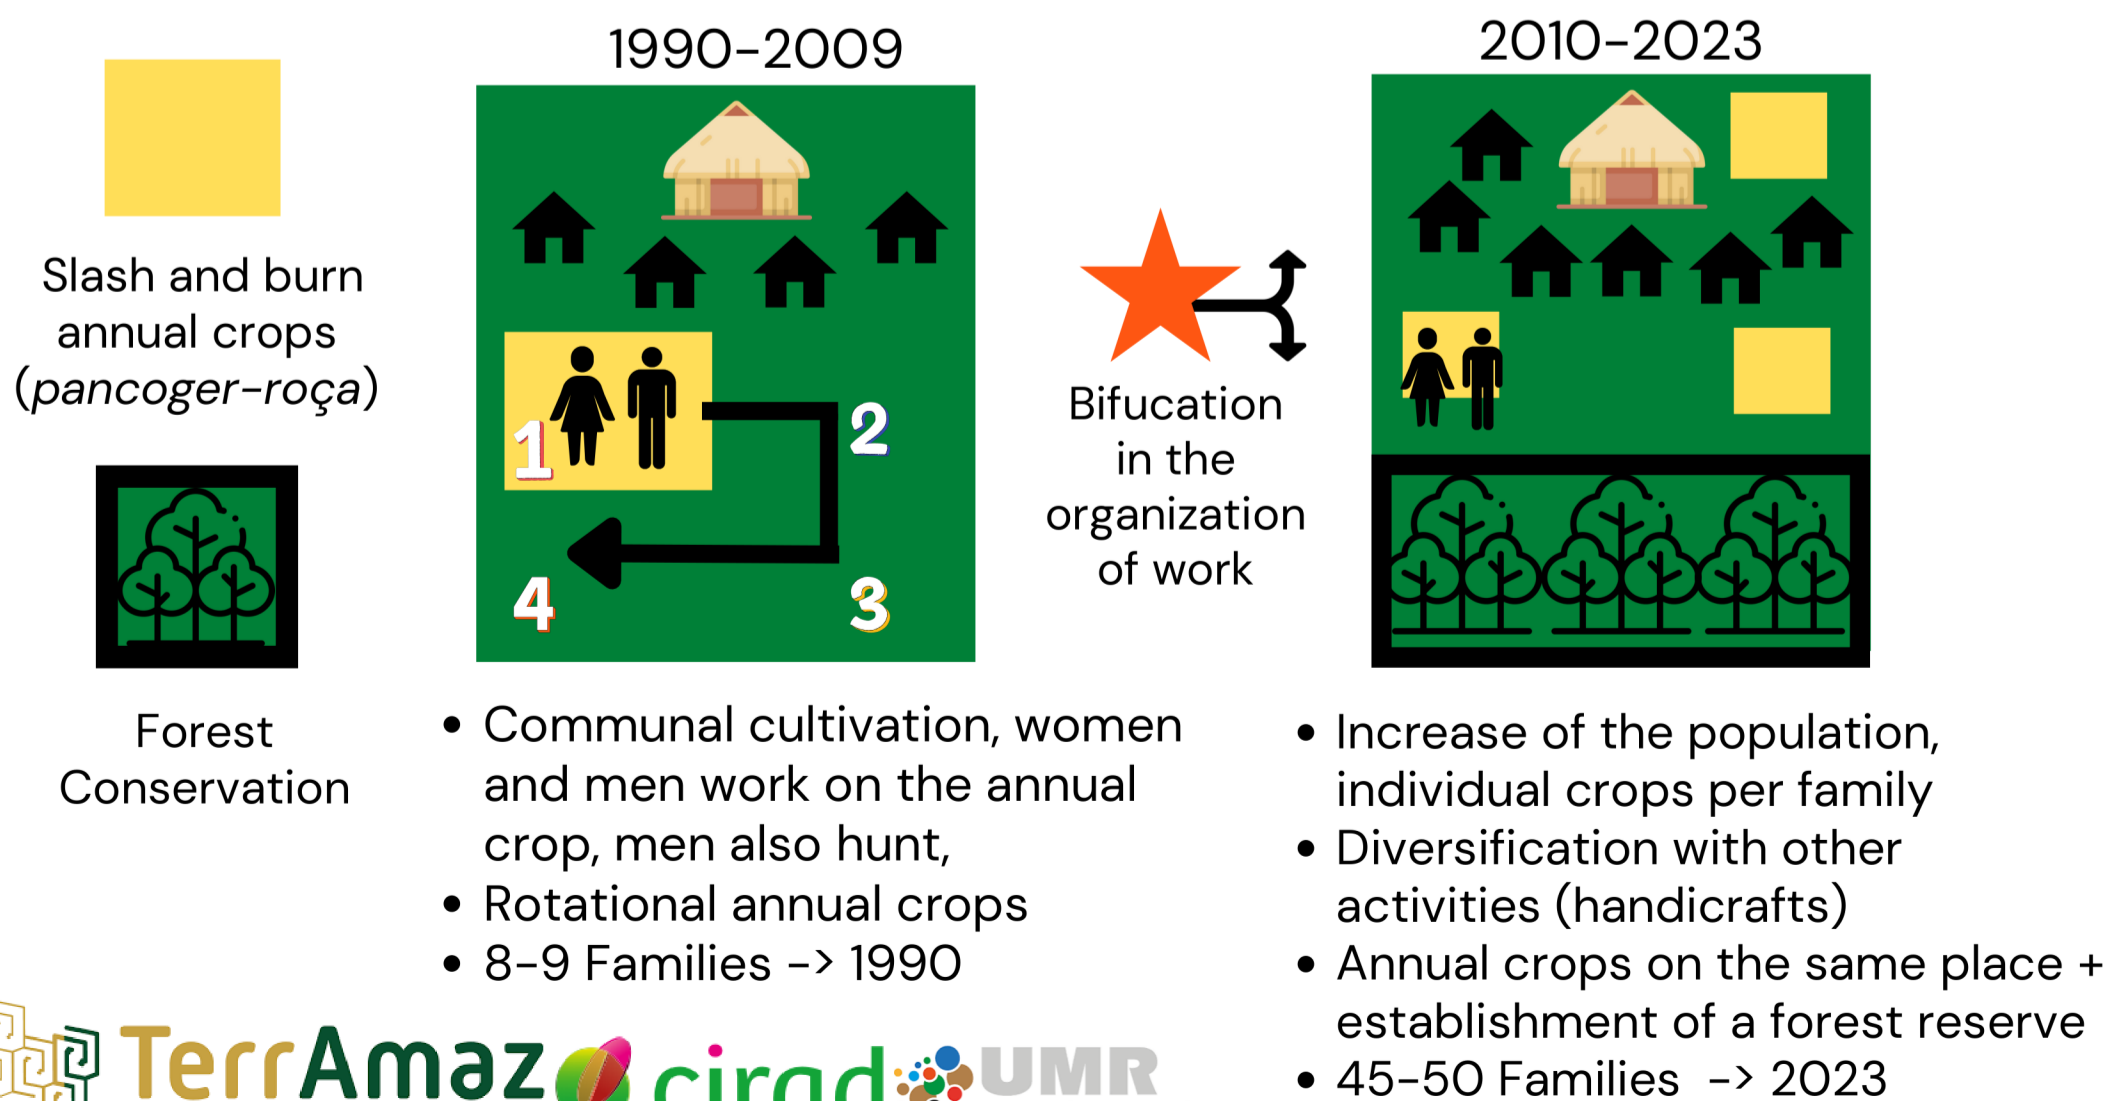 1990-2009
2010-2023
Slash and burn
annual crops
(pancoger-roça)
Forest
Conservation
1
2
3
4
Bifucation
in the
organization
of work
• Communal cultivation, women
and men work on the annual
crop, men also hunt,
• Rotational annual crops
• 8-9 Families -> 1990
• Increase of the population,
individual crops per family
• Diversification with other
activities (handicrafts)
• Annual crops on the same place +
establishment of a forest reserve
• 45-50 Families -> 2023
TerrAmaz
cirad
UMR